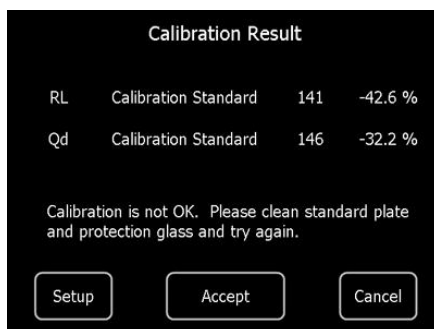 Calibration Result
RL Calibration Standard 141 -42.6 %
Qd Calibration Standard 146 -32.2 %
Calibration is not OK. Please clean standard plate
and protection glass and try again.
Setup Accept Cancel